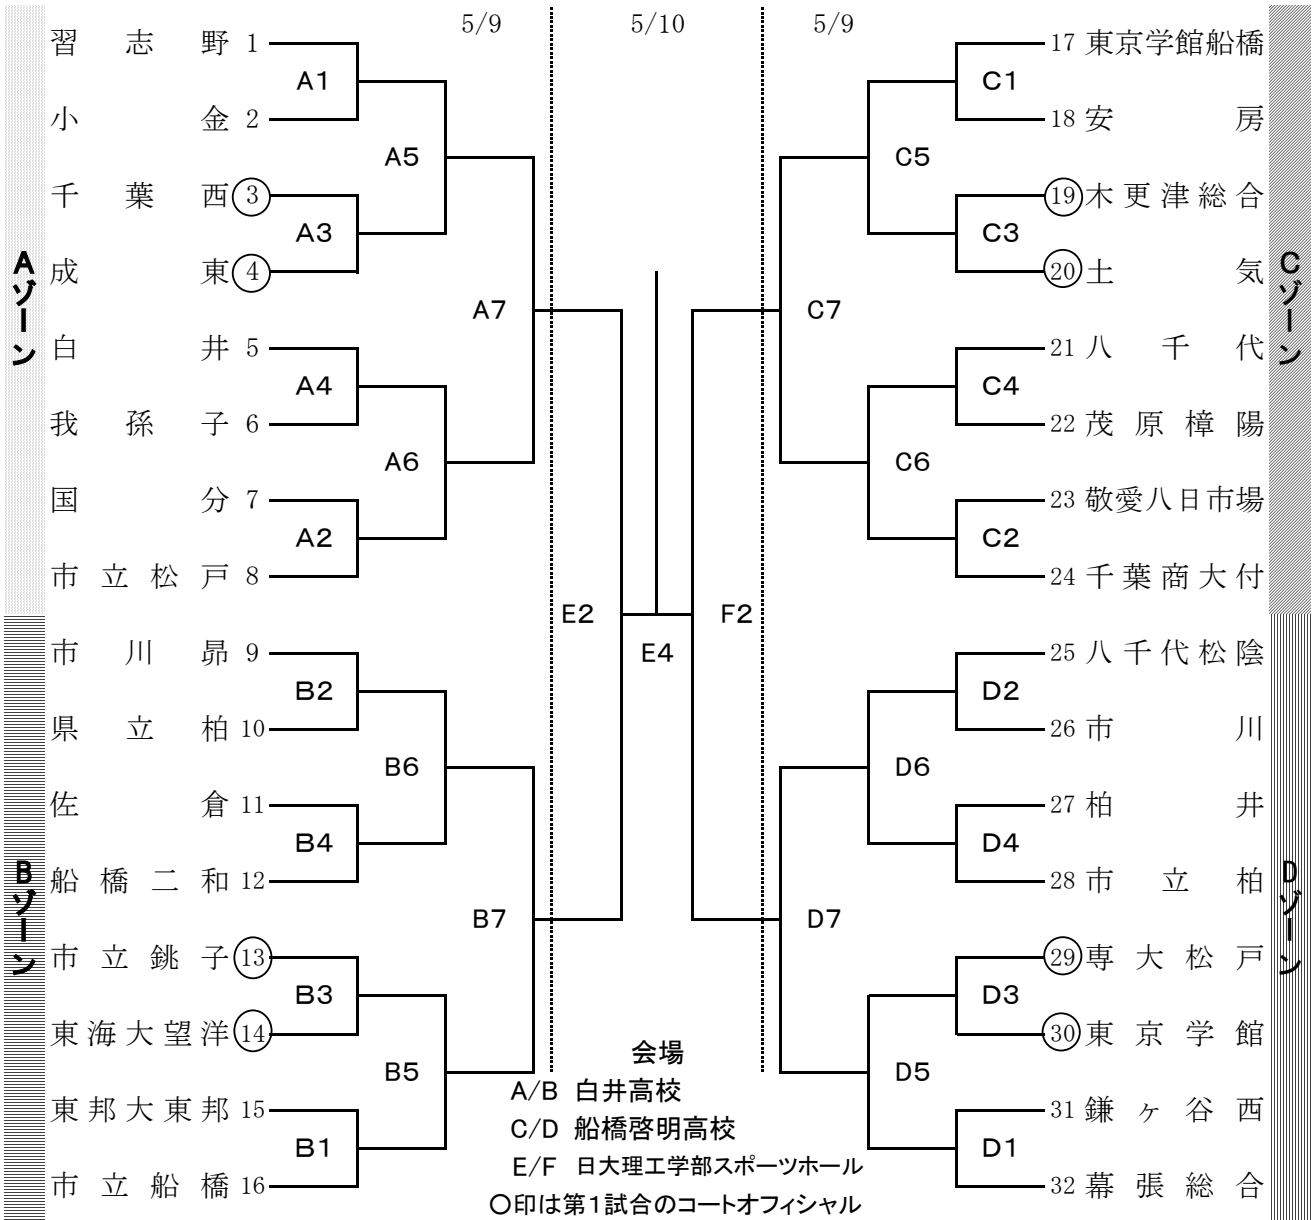 5/9 5/10 5/9
Aゾーン
習志野 1
A1
小金 2
A5
千葉西 ③
A3
成東 ④
A7
白井 5
A4
我孫子 6
A6
国分 7
A2
市立松戸 8
Bゾーン
市川昴 9
B2
県立柏 10
B6
佐倉 11
B4
船橋二和 12
B7
市立銚子 ⑬
B3
東海大望洋 ⑭
B5
東邦大東邦 15
B1
市立船橋 16
E2
E4
F2
Cゾーン
17 東京学館船橋
C1
18 安房
C5
⑲ 木更津総合
C3
⑳ 土気
C7
21 八千代
C4
22 茂原樟陽
C6
23 敬愛八日市場
C2
24 千葉商大付
Dゾーン
25 八千代松陰
D2
26 市川
D6
27 柏井
D4
28 市立柏
D7
㉙ 専大松戸
D3
㉚ 東京学館
D5
31 鎌ヶ谷西
D1
32 幕張総合
会場
A/B 白井高校
C/D 船橋啓明高校
E/F 日大理工学部スポーツホール
○印は第1試合のコートオフィシャル